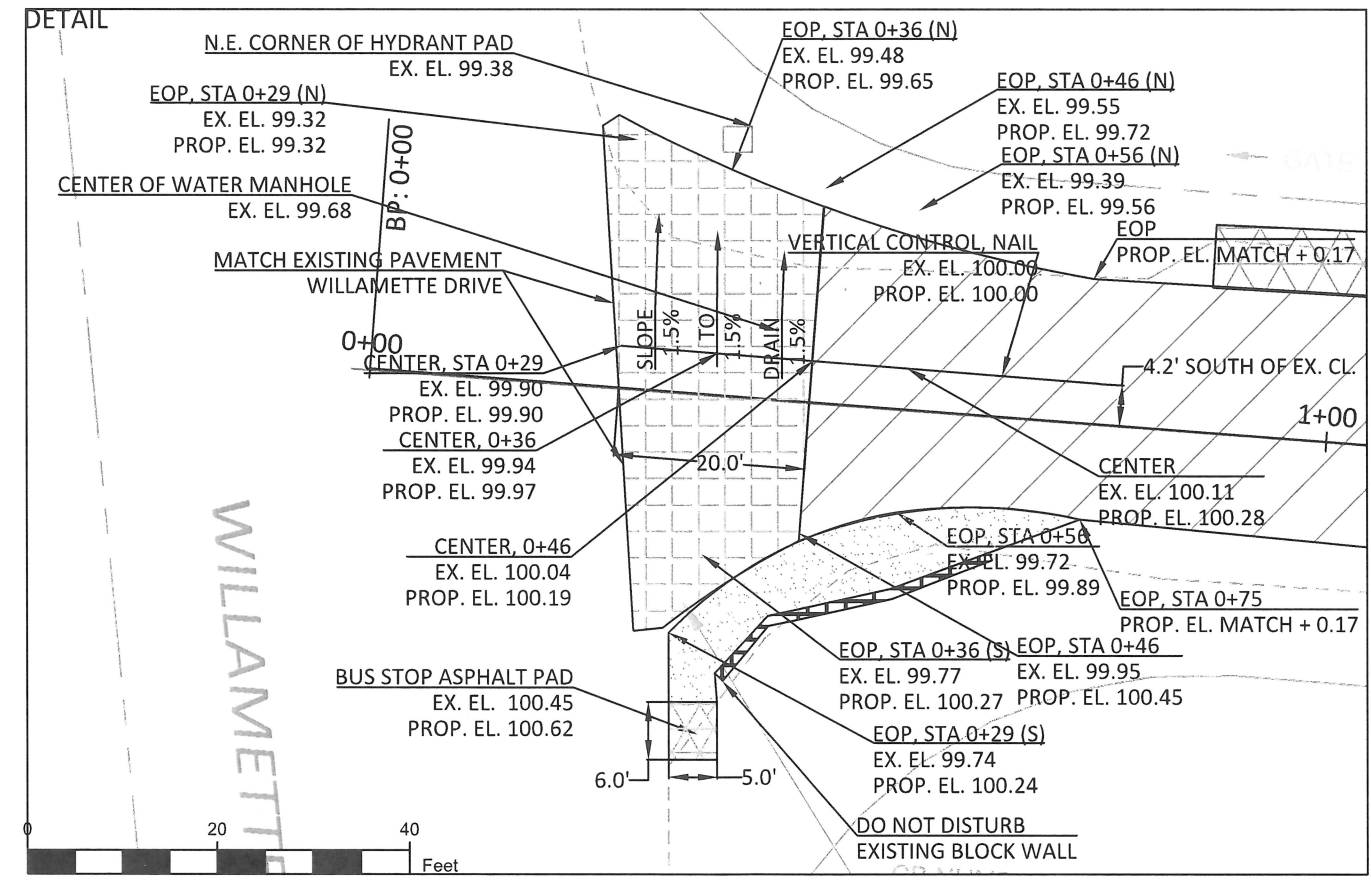 DETAIL
N.E. CORNER OF HYDRANT PAD
EX. EL. 99.38
EOP, STA 0+36 (N)
EX. EL. 99.48
PROP. EL. 99.65
EOP, STA 0+29 (N)
EX. EL. 99.32
PROP. EL. 99.32
EOP, STA 0+46 (N)
EX. EL. 99.55
PROP. EL. 99.72
EOP, STA 0+56 (N)
EX. EL. 99.39
PROP. EL. 99.56
GATE
BP: 0+00
CENTER OF WATER MANHOLE
EX. EL. 99.68
EOP
PROP. EL. MATCH + 0.17
VERTICAL CONTROL, NAIL
EX. EL. 100.00
PROP. EL. 100.00
MATCH EXISTING PAVEMENT
WILLAMETTE DRIVE
SLOPE
1.5%
TO
1.5%
DRAIN
1.5%
0+00
CENTER, STA 0+29
EX. EL. 99.90
PROP. EL. 99.90
4.2' SOUTH OF EX. CL.
1+00
CENTER, 0+36
EX. EL. 99.94
PROP. EL. 99.97
20.0'
CENTER
EX. EL. 100.11
PROP. EL. 100.28
CENTER, 0+46
EX. EL. 100.04
PROP. EL. 100.19
EOP, STA 0+56
EX. EL. 99.72
PROP. EL. 99.89
EOP, STA 0+75
PROP. EL. MATCH + 0.17
EOP, STA 0+36 (S)
EX. EL. 99.77
PROP. EL. 100.27
EOP, STA 0+46
EX. EL. 99.95
PROP. EL. 100.45
BUS STOP ASPHALT PAD
EX. EL. 100.45
PROP. EL. 100.62
EOP, STA 0+29 (S)
EX. EL. 99.74
PROP. EL. 100.24
6.0'
5.0'
DO NOT DISTURB
EXISTING BLOCK WALL
WILLAMETTE
0
20
40
Feet